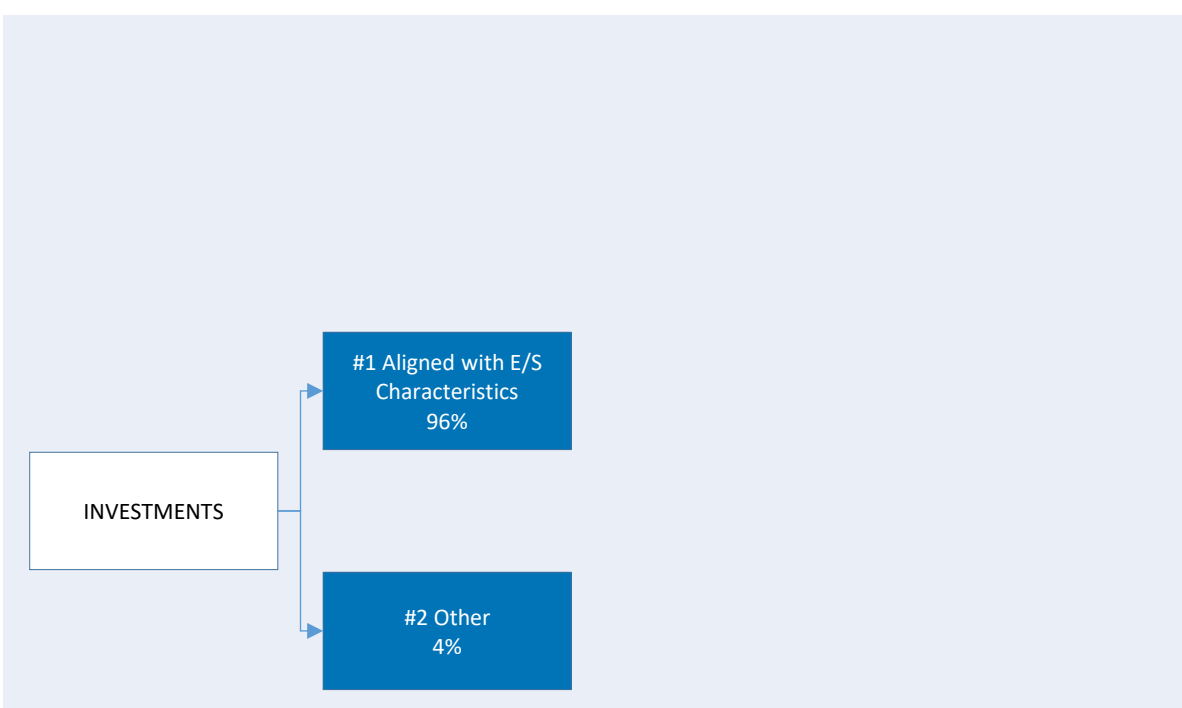 #1 Aligned with E/S
Characteristics
96%
INVESTMENTS
#2 Other
4%